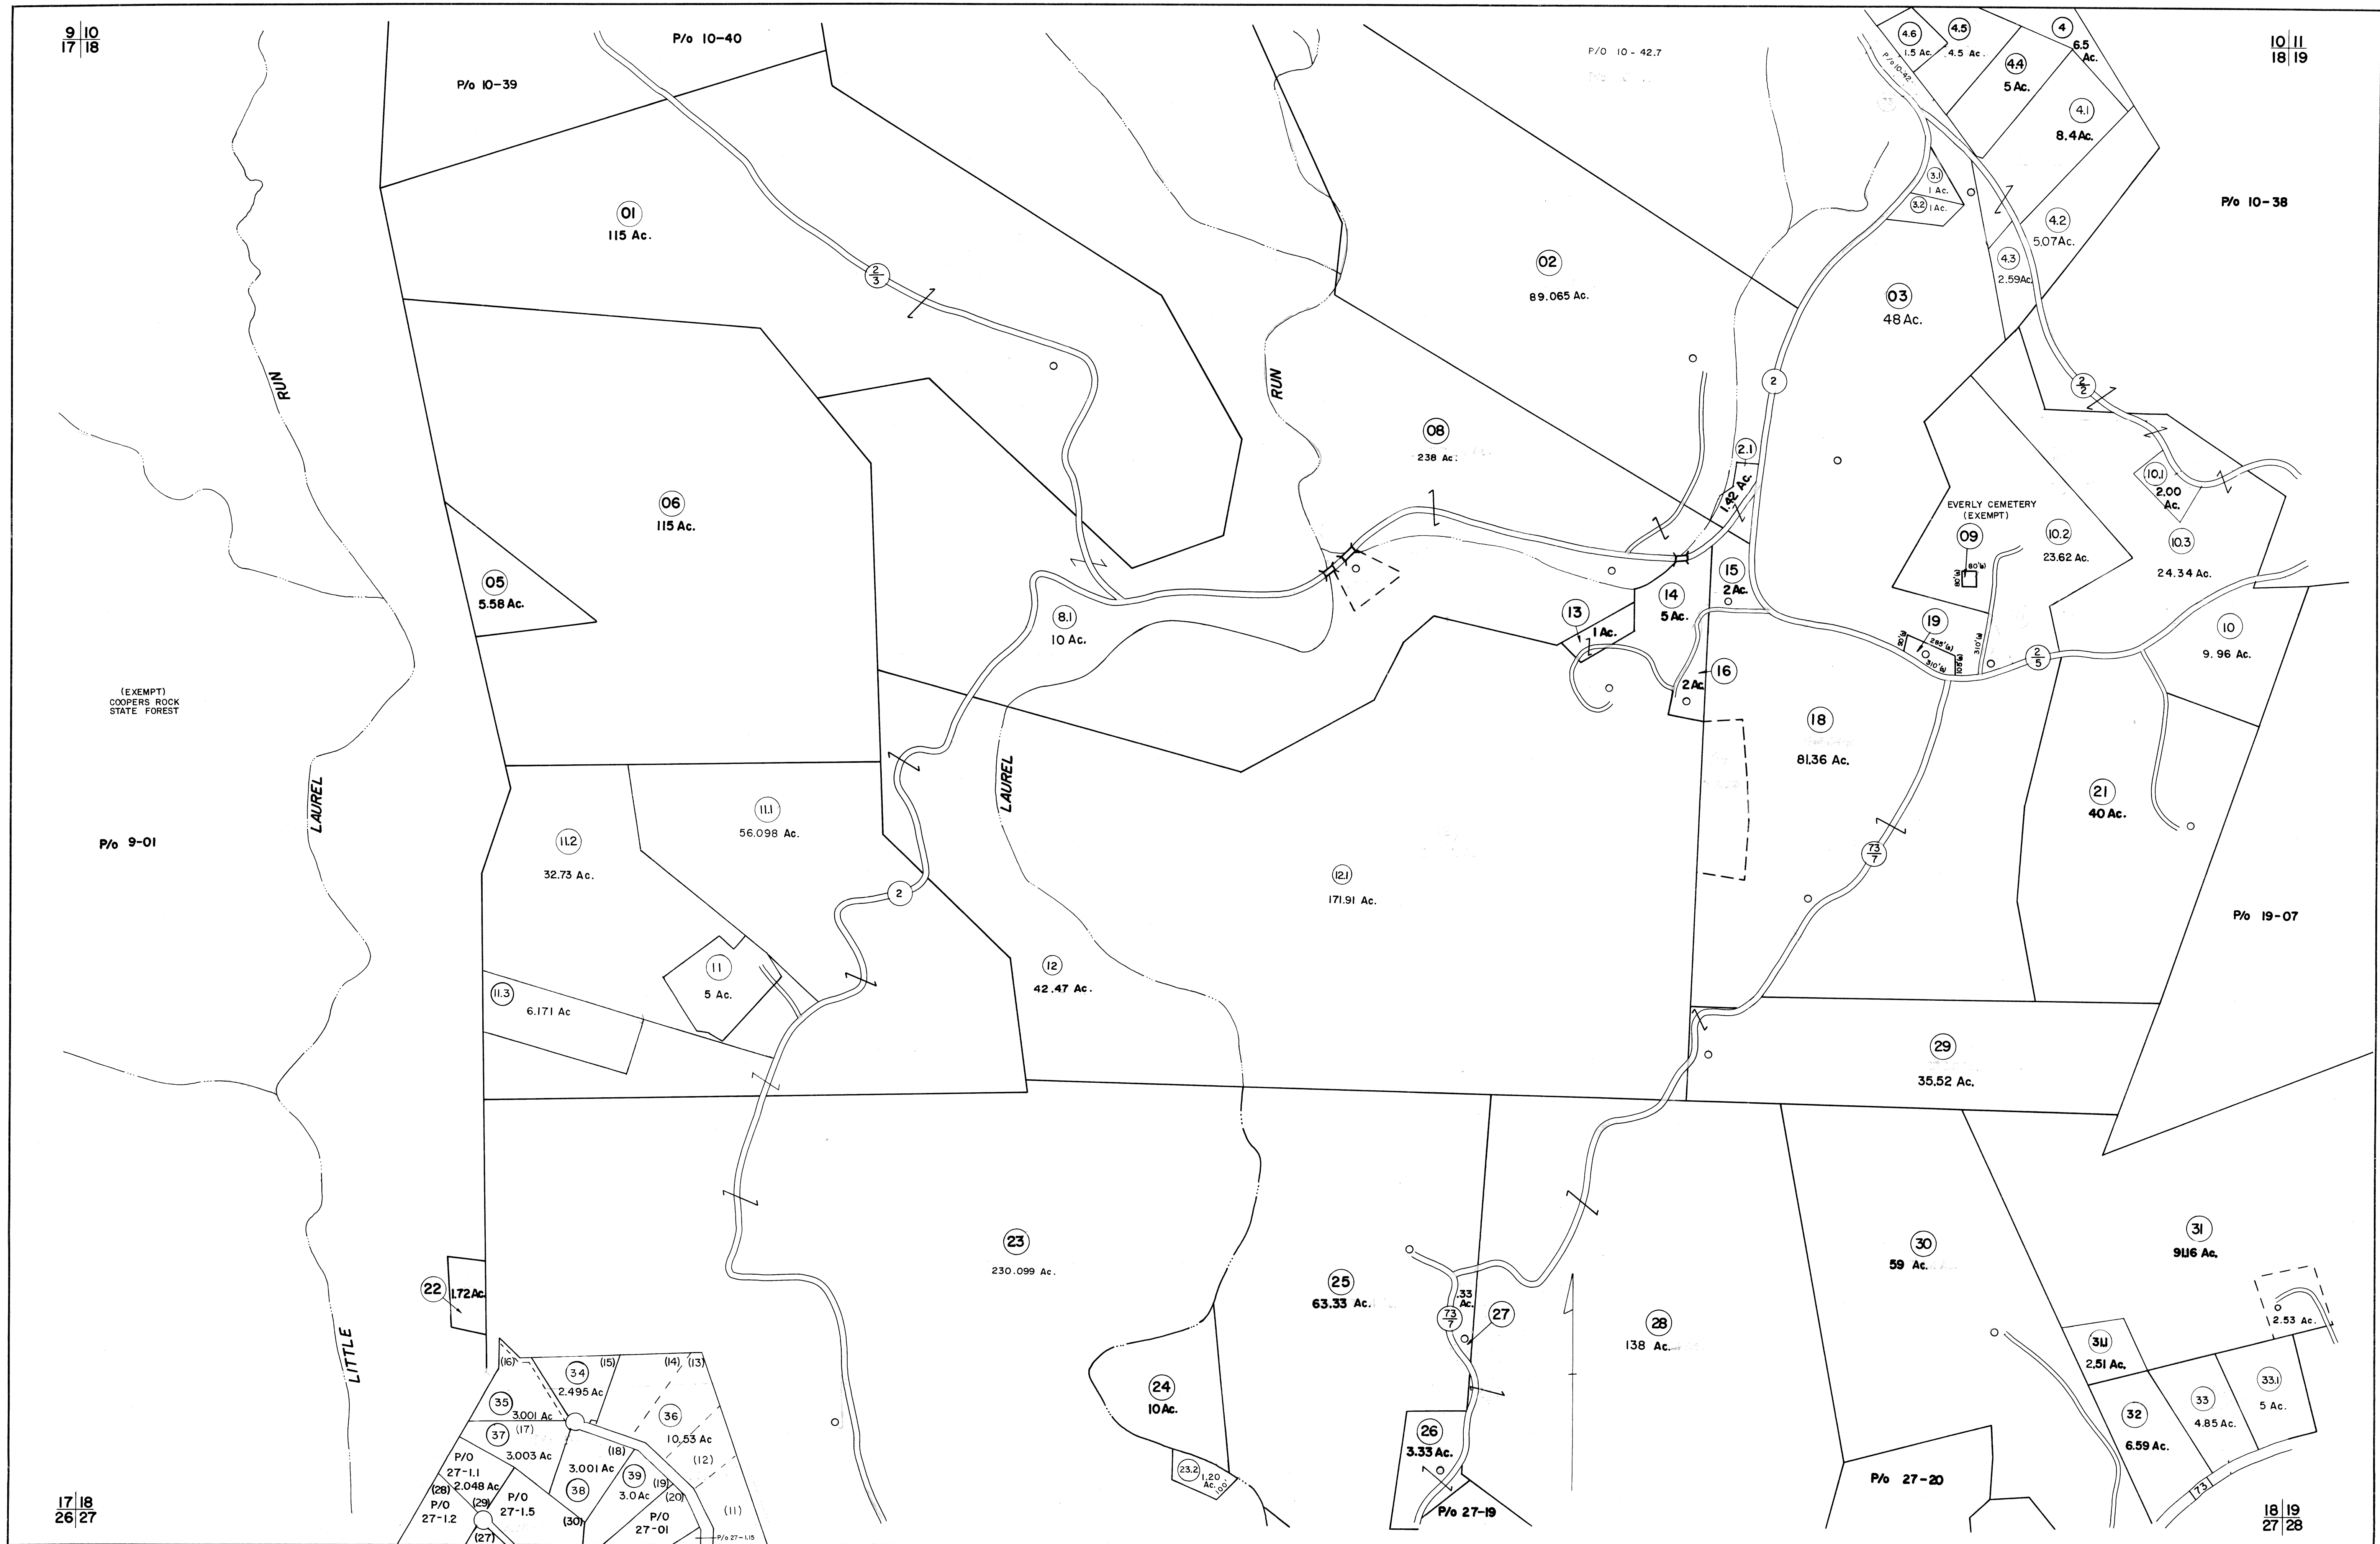 9 10
17 18
P/o 10-40
P/o 10-39
P/O 10-42.7
4.6
1.5 Ac.
4.5
4.5 Ac.
4
6.5
Ac.
10 11
18 19
P/o 10-42
4.4
5 Ac.
4.1
8.4 Ac.
3.1
1 Ac.
3.2
1 Ac.
P/o 10-38
01
115 Ac.
4.2
5.07 Ac.
4.3
2.59 Ac.
2
3
02
89.065 Ac.
03
48 Ac.
RUN
RUN
2
2
2
08
238 Ac.
2.1
1.42 Ac.
10.1
2.00
Ac.
06
115 Ac.
EVERLY CEMETERY
(EXEMPT)
09
80'(s)
80'(s)
10.2
23.62 Ac.
10.3
24.34 Ac.
05
5.58 Ac.
15
2 Ac.
14
5 Ac.
13
1 Ac.
8.1
10 Ac.
19
285'(s)
310'(s)
105'(s)
310'(s)
2
5
10
9.96 Ac.
16
2 Ac.
(EXEMPT)
COOPERS ROCK
STATE FOREST
18
81.36 Ac.
LAUREL
LAUREL
21
40 Ac.
11.1
56.098 Ac.
11.2
32.73 Ac.
P/o 9-01
73
7
12.1
171.91 Ac.
2
P/o 19-07
11
5 Ac.
12
42.47 Ac.
11.3
6.171 Ac
29
35.52 Ac.
23
230.099 Ac.
31
91.16 Ac.
30
59 Ac.
22
1.72 Ac.
25
63.33 Ac.
.33
Ac.
73
7
27
28
138 Ac.
2.53 Ac.
31.1
2.51 Ac.
LITTLE
(16)
34
(15)
2.495 Ac
(14)
(13)
24
10 Ac.
33.1
5 Ac.
33
4.85 Ac.
32
6.59 Ac.
35
3.001 Ac
36
10.53 Ac
37
(17)
3.003 Ac
26
3.33 Ac.
(18)
(12)
P/O
27-1.1
2.048 Ac
3.001 Ac
38
39
3.0 Ac
(19)
(20)
23.2
1.20
Ac.
100'
P/o 27-20
73
(28)
(29)
P/O
27-1.2
P/O
27-1.5
(30)
P/O
27-01
(11)
P/o 27-19
(27)
P/o 27-1.15
17 18
26 27
18 19
27 28